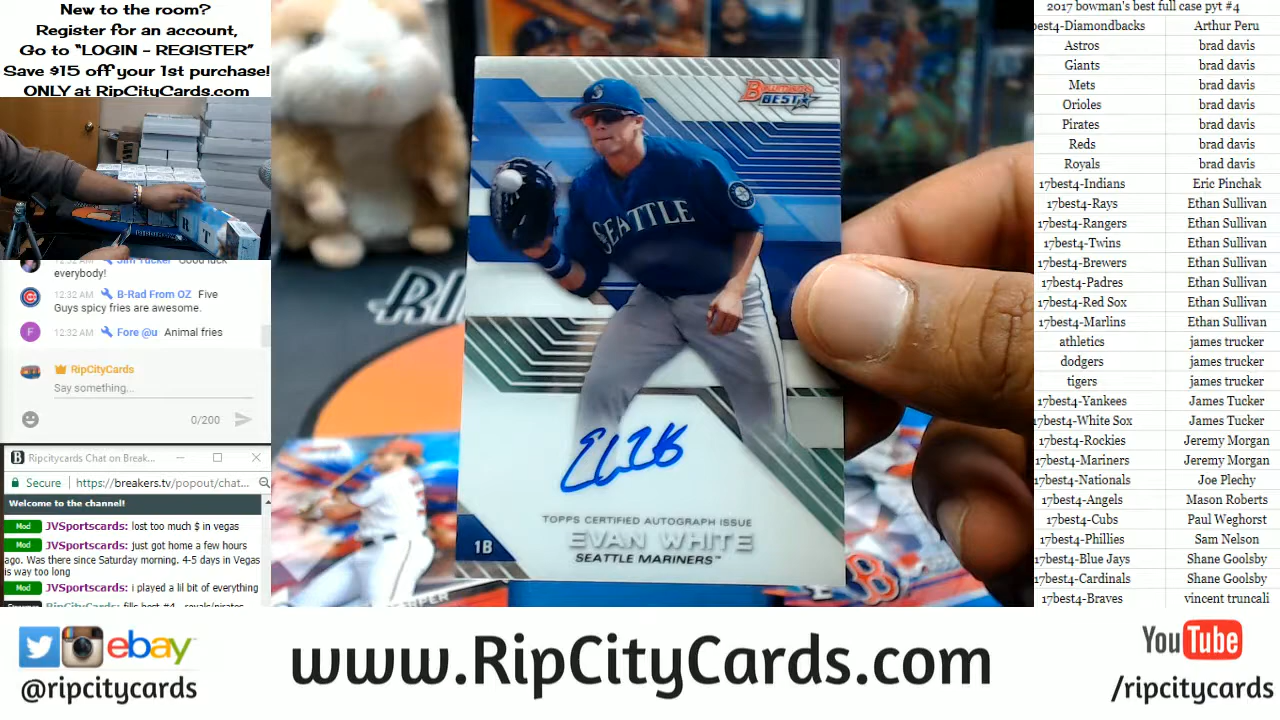 New to the room?
Register for an account,
Go to "LOGIN - REGISTER"
Save $15 off your 1st purchase!
ONLY at RipCityCards.com
Good luck
everybody!
12:32 AM B-Rad From OZ Five
Guys spicy fries are awesome.
F 12:32 AM Fore @u Animal fries
RipCityCards
Say something...
0/200
Ripcitycards Chat on Break...
Secure https://breakers.tv/popout/chat...
Welcome to the channel!
Mod JVSportscards: lost too much $ in vegas
Mod JVSportscards: just got home a few hours
ago. Was there since Saturday morning. 4-5 days in Vegas
is way too long
Mod JVSportscards: i played a lil bit of everything
BOWMAN'S
BEST
S
SEATTLE
TOPPS CERTIFIED AUTOGRAPH ISSUE
EVAN WHITE
1B SEATTLE MARINERS™
2017 bowman's best full case pyt #4
best4-Diamondbacks Arthur Peru
Astros brad davis
Giants brad davis
Mets brad davis
Orioles brad davis
Pirates brad davis
Reds brad davis
Royals brad davis
17best4-Indians Eric Pinchak
17best4-Rays Ethan Sullivan
17best4-Rangers Ethan Sullivan
17best4-Twins Ethan Sullivan
17best4-Brewers Ethan Sullivan
17best4-Padres Ethan Sullivan
17best4-Red Sox Ethan Sullivan
17best4-Marlins Ethan Sullivan
athletics james trucker
dodgers james trucker
tigers james trucker
17best4-Yankees James Tucker
17best4-White Sox James Tucker
17best4-Rockies Jeremy Morgan
17best4-Mariners Jeremy Morgan
17best4-Nationals Joe Plechy
17best4-Angels Mason Roberts
17best4-Cubs Paul Weghorst
17best4-Phillies Sam Nelson
17best4-Blue Jays Shane Goolsby
17best4-Cardinals Shane Goolsby
17best4-Braves vincent truncali
ebay™
@ripcitycards
www.RipCityCards.com
YouTube
/ripcitycards